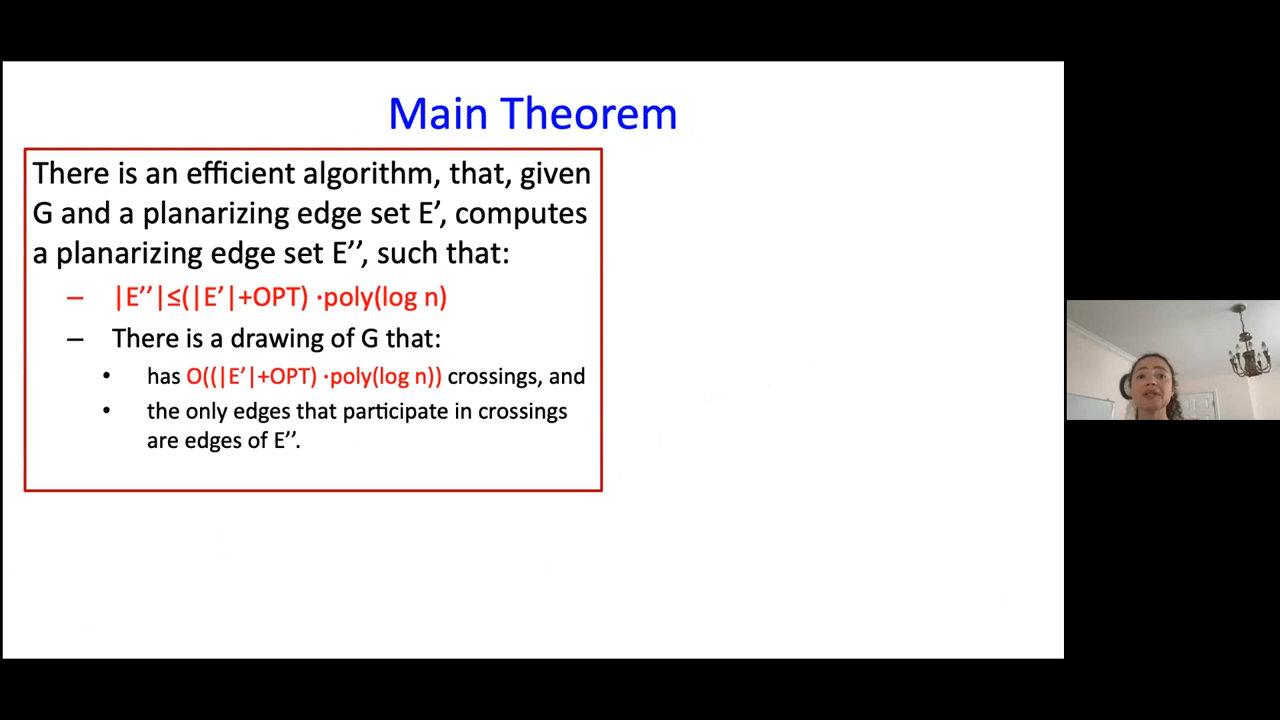 Main Theorem
There is an efficient algorithm, that, given
G and a planarizing edge set E’, computes
a planarizing edge set E’’, such that:
– |E’’|≤(|E’|+OPT) ·poly(log n)
– There is a drawing of G that:
• has O((|E’|+OPT) ·poly(log n)) crossings, and
• the only edges that participate in crossings
are edges of E’’.